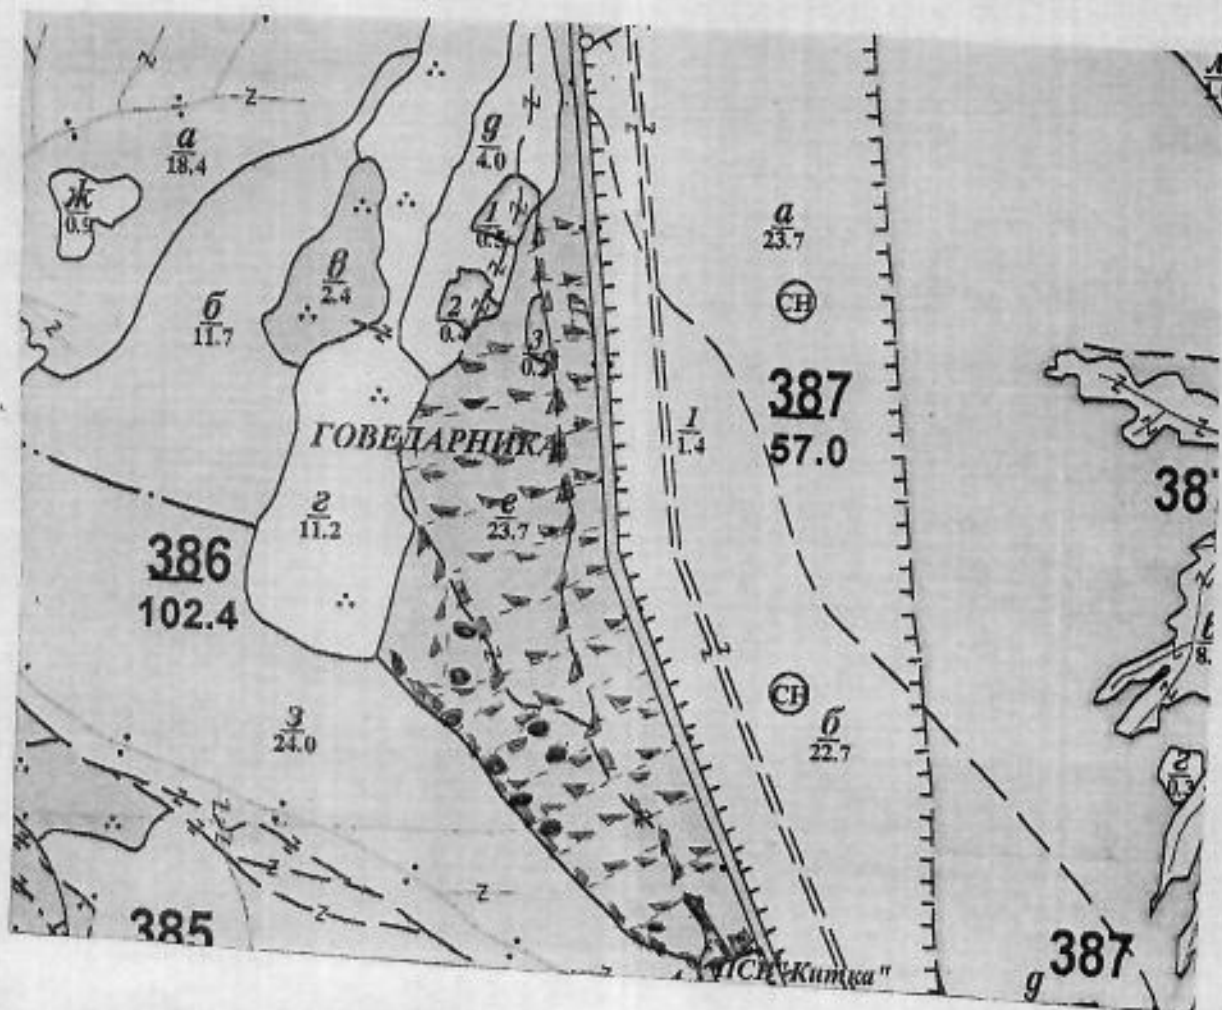 а
18.4
ж
0.9
б
11.7
в
2.4
д
4.0
1
2
3
г
11.2
ГОВЕДАРНИКА
е
23.7
386
102.4
з
24.0
385
а
23.7
СН
387
57.0
1
1.4
СН
б
22.7
г
0.3
387
д
"Китка"